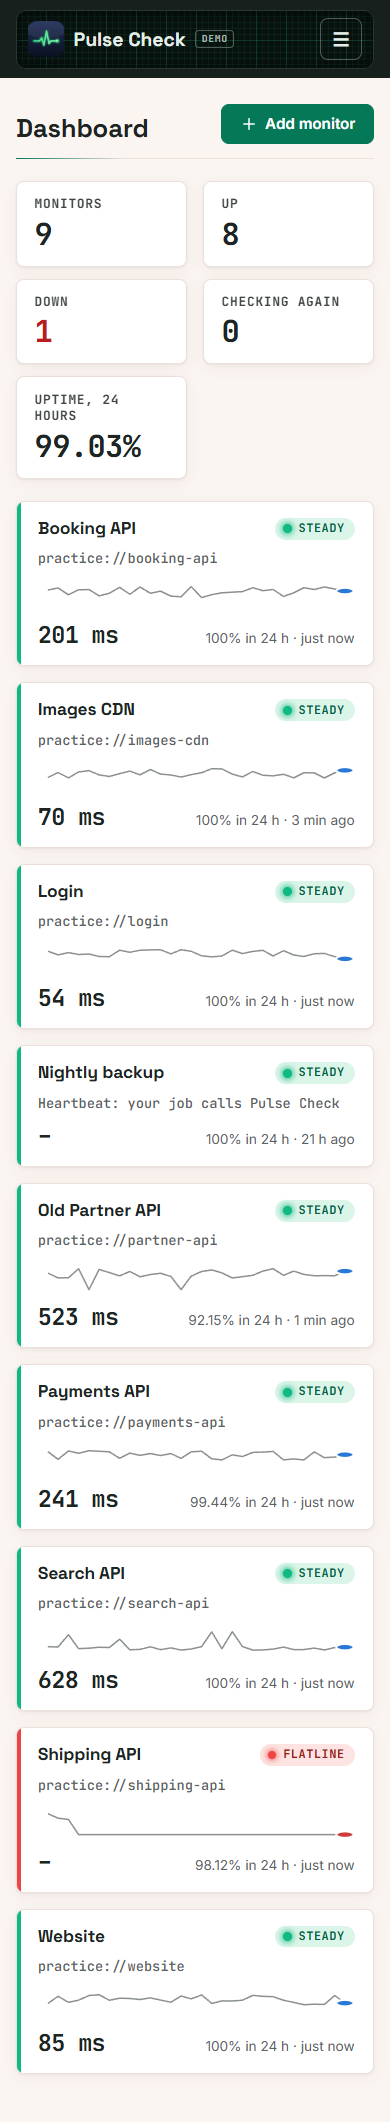 Pulse Check DEMO
Dashboard
+ Add monitor
MONITORS
9
UP
8
DOWN
1
CHECKING AGAIN
0
UPTIME, 24
HOURS
99.03%
Booking API
STEADY
practice://booking-api
201 ms
100% in 24 h · just now
Images CDN
STEADY
practice://images-cdn
70 ms
100% in 24 h · 3 min ago
Login
STEADY
practice://login
54 ms
100% in 24 h · just now
Nightly backup
STEADY
Heartbeat: your job calls Pulse Check
–
100% in 24 h · 21 h ago
Old Partner API
STEADY
practice://partner-api
523 ms
92.15% in 24 h · 1 min ago
Payments API
STEADY
practice://payments-api
241 ms
99.44% in 24 h · just now
Search API
STEADY
practice://search-api
628 ms
100% in 24 h · just now
Shipping API
FLATLINE
practice://shipping-api
–
98.12% in 24 h · just now
Website
STEADY
practice://website
85 ms
100% in 24 h · just now